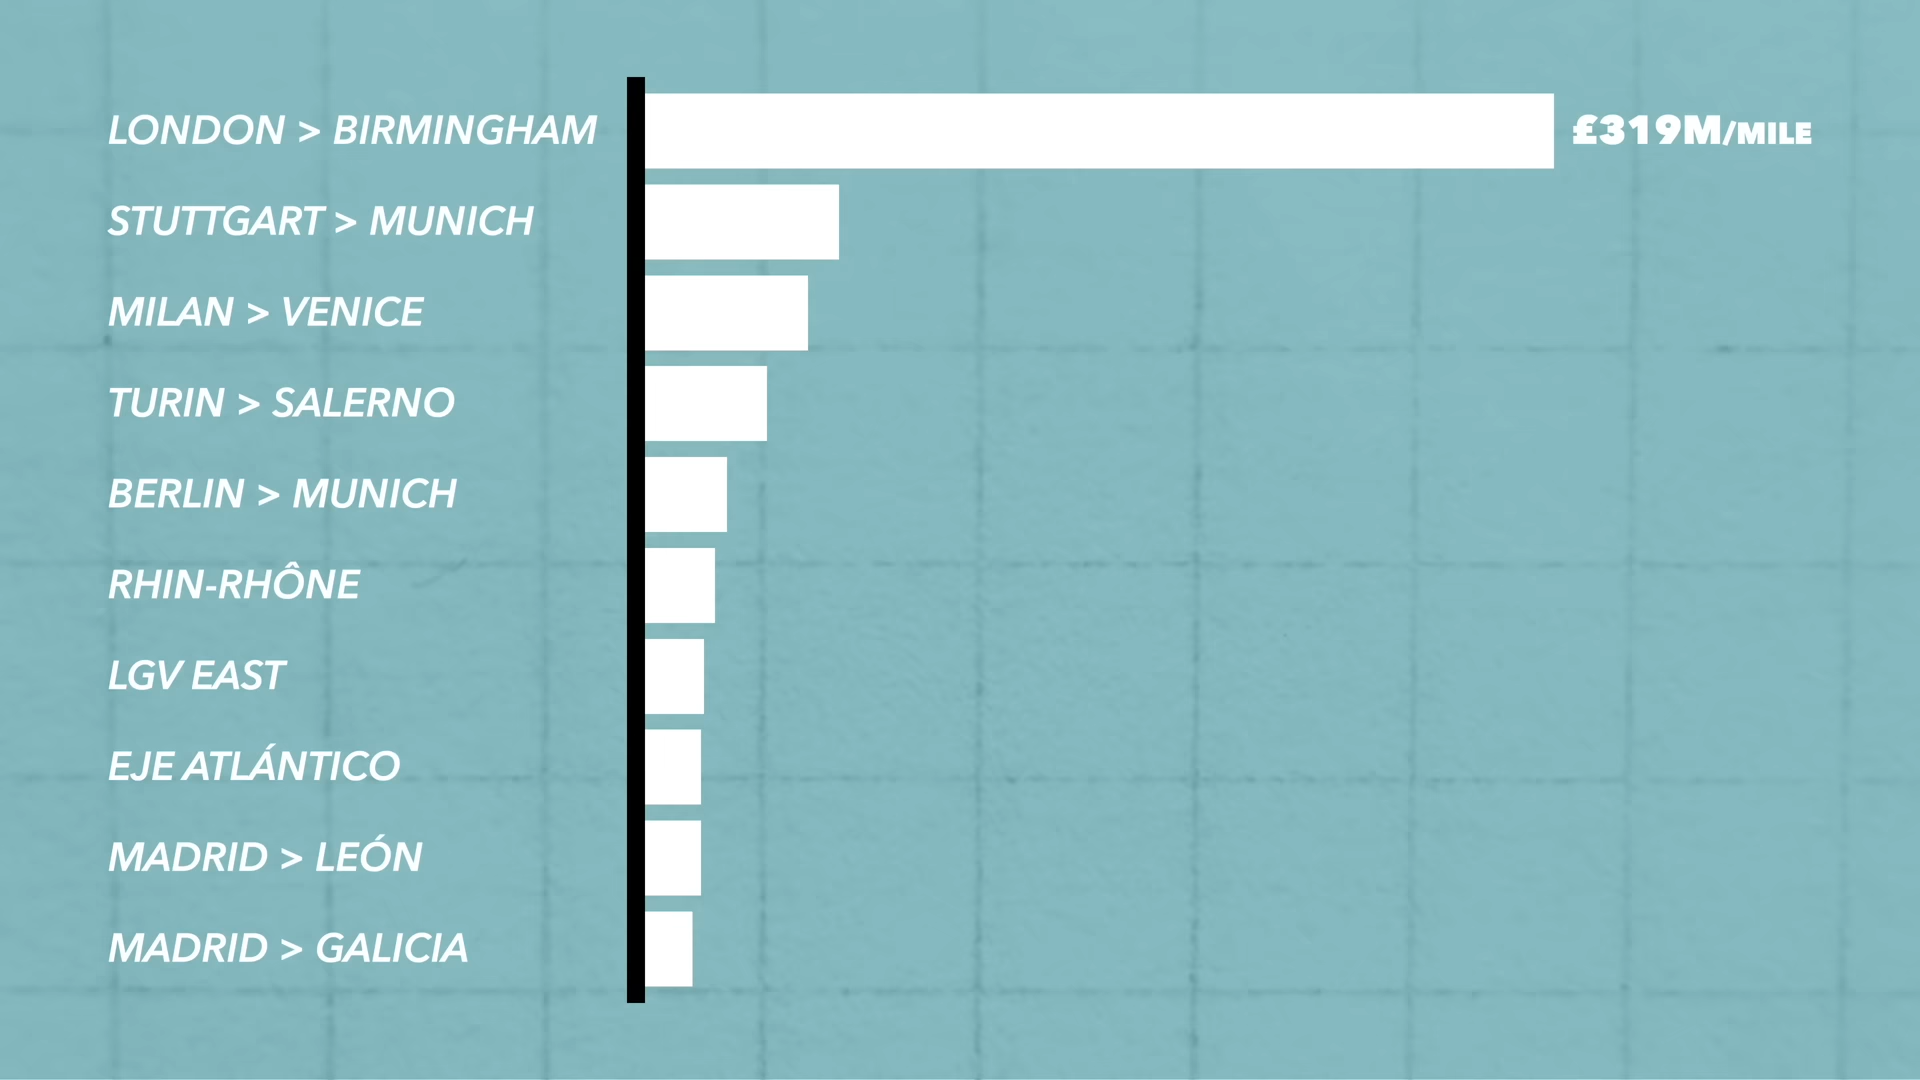 LONDON > BIRMINGHAM £319M/MILE
STUTTGART > MUNICH
MILAN > VENICE
TURIN > SALERNO
BERLIN > MUNICH
RHIN-RHÔNE
LGV EAST
EJE ATLÁNTICO
MADRID > LEÓN
MADRID > GALICIA